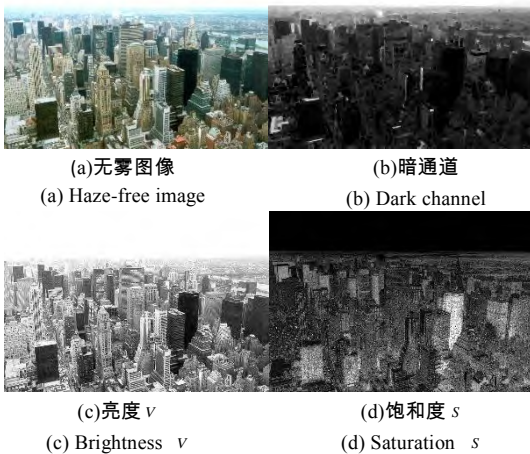 (a)无雾图像
(b)暗通道
(a) Haze-free image
(b) Dark channel
(c)亮度 V
(d)饱和度 S
(c) Brightness V
(d) Saturation S